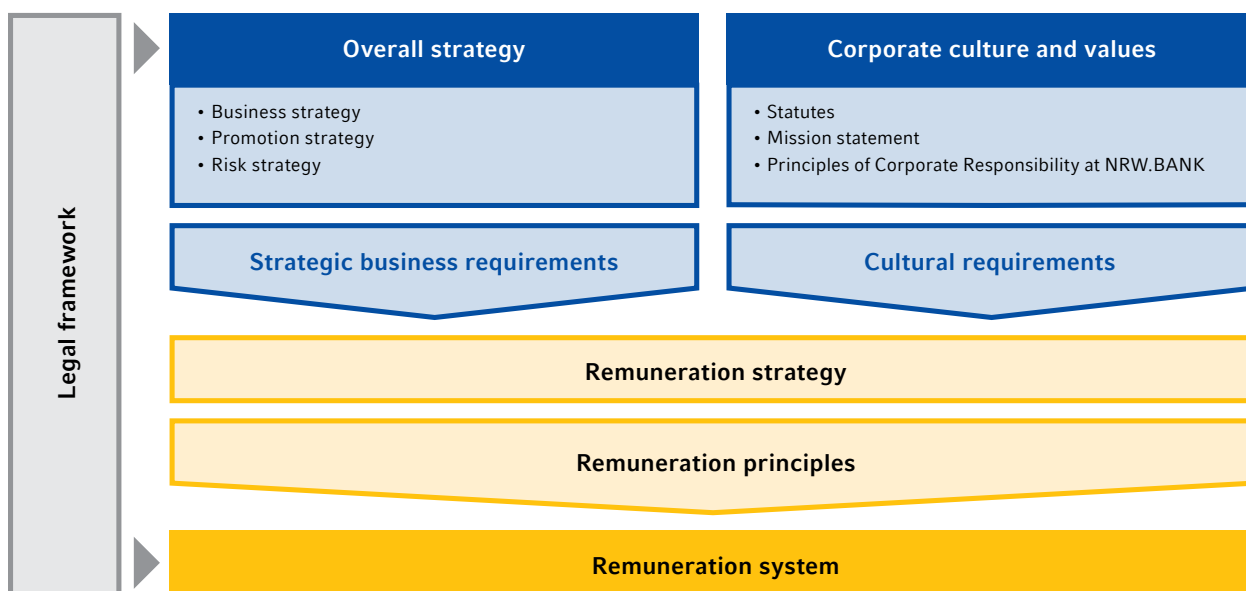 Legal framework
Overall strategy
• Business strategy
• Promotion strategy
• Risk strategy
Corporate culture and values
• Statutes
• Mission statement
• Principles of Corporate Responsibility at NRW.BANK
Strategic business requirements
Cultural requirements
Remuneration strategy
Remuneration principles
Remuneration system